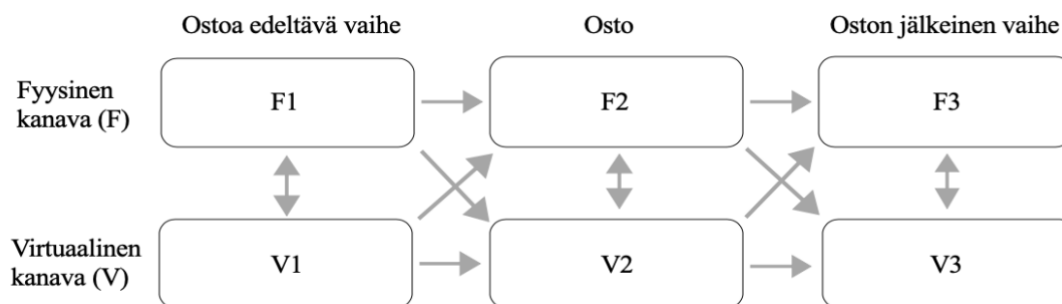 Ostoa edeltävä vaihe
Osto
Oston jälkeinen vaihe
Fyysinen
kanava (F)
F1
F2
F3
Virtuaalinen
kanava (V)
V1
V2
V3